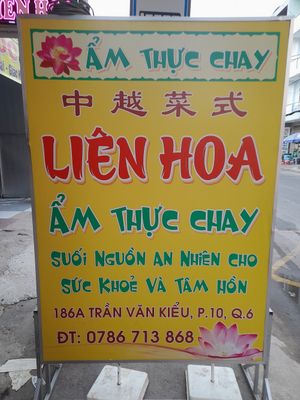 ẨM THỰC CHAY
中越菜式
LIÊN HOA
ẨM THỰC CHAY
SUỐI NGUỒN AN NHIÊN CHO
SỨC KHOẺ VÀ TÂM HỒN
186A TRẦN VĂN KIỂU, P.10, Q.6
ĐT: 0786 713 868